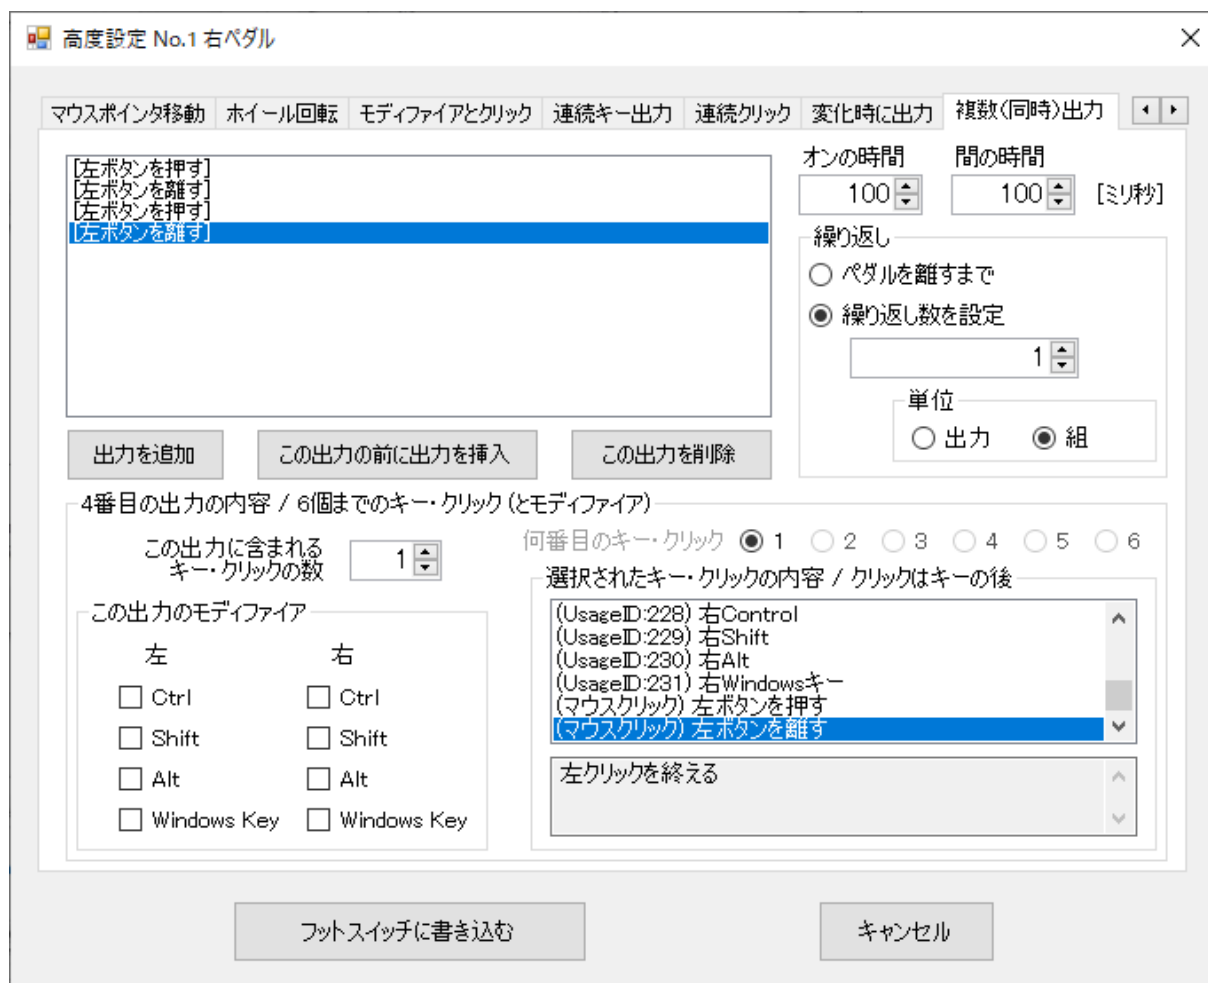 高度設定 No.1 右ペダル
マウスポインタ移動 ホイール回転 モディファイアとクリック 連続キー出力 連続クリック 変化時に出力 複数(同時)出力
[左ボタンを押す]
[左ボタンを離す]
[左ボタンを押す]
[左ボタンを離す]
オンの時間 間の時間
100 100 [ミリ秒]
繰り返し
ペダルを離すまで
繰り返し数を設定
1
単位
出力 組
出力を追加 この出力の前に出力を挿入 この出力を削除
4番目の出力の内容 / 6個までのキー・クリック(とモディファイア)
この出力に含まれる
キー・クリックの数
1
何番目のキー・クリック 1 2 3 4 5 6
この出力のモディファイア
左 右
Ctrl Ctrl
Shift Shift
Alt Alt
Windows Key Windows Key
選択されたキー・クリックの内容 / クリックはキーの後
(UsageID:228) 右Control
(UsageID:229) 右Shift
(UsageID:230) 右Alt
(UsageID:231) 右Windowsキー
(マウスクリック) 左ボタンを押す
(マウスクリック) 左ボタンを離す
左クリックを終える
フットスイッチに書き込む キャンセル